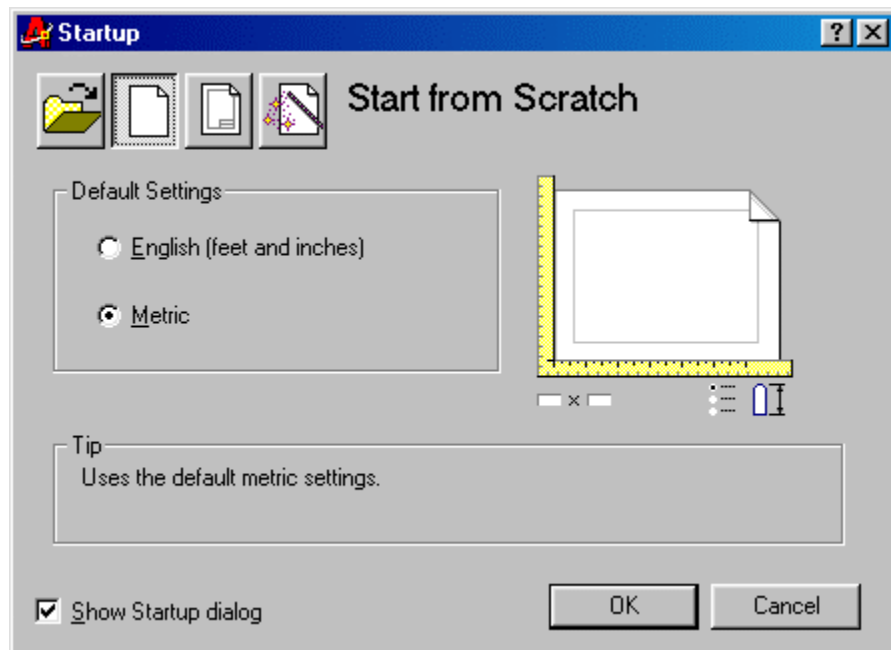 Startup
Start from Scratch
Default Settings
English (feet and inches)
Metric
Tip
Uses the default metric settings.
Show Startup dialog
OK
Cancel